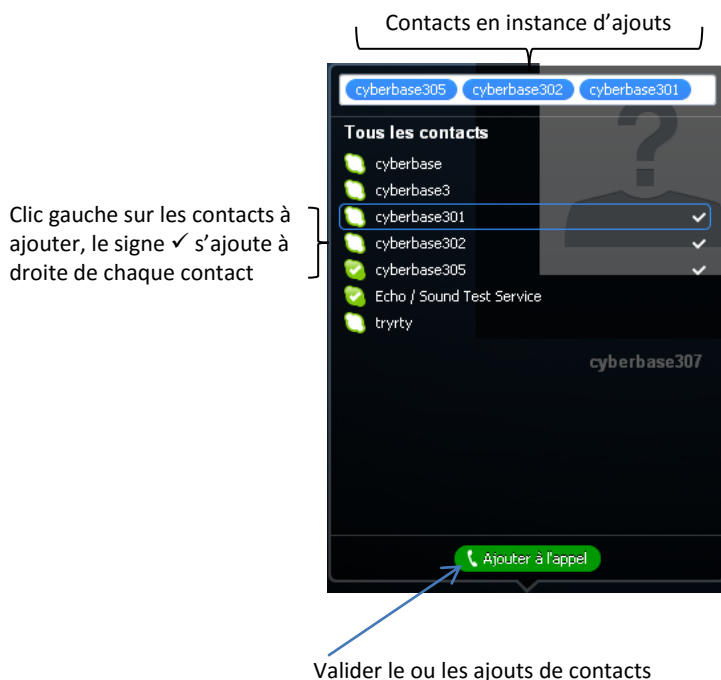 Contacts en instance d’ajouts
cyberbase305 cyberbase302 cyberbase301
Tous les contacts
cyberbase
cyberbase3
cyberbase301 ✓
cyberbase302 ✓
cyberbase305 ✓
Echo / Sound Test Service
tryrty
cyberbase307
Ajouter à l'appel
Clic gauche sur les contacts à
ajouter, le signe ✓ s’ajoute à
droite de chaque contact
Valider le ou les ajouts de contacts